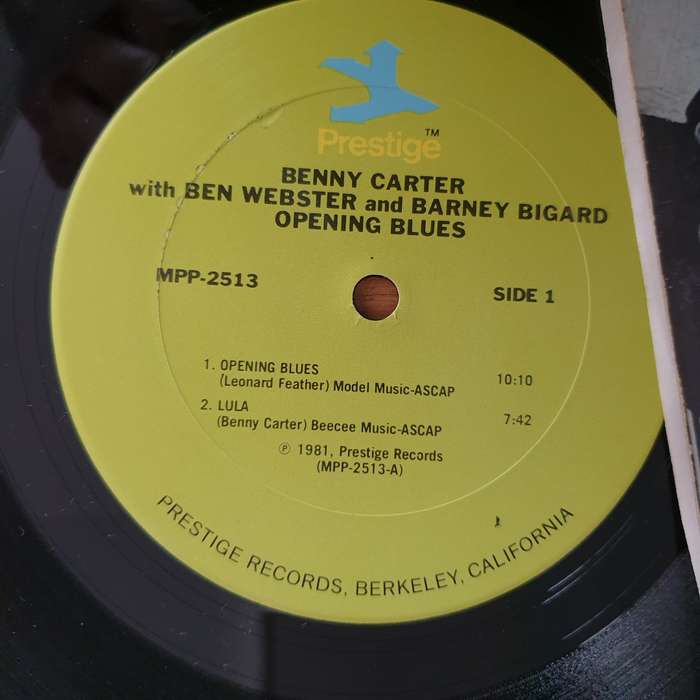 Prestige™
BENNY CARTER
with BEN WEBSTER and BARNEY BIGARD
OPENING BLUES
MPP-2513
SIDE 1
1. OPENING BLUES 10:10
(Leonard Feather) Model Music-ASCAP
2. LULA 7:42
(Benny Carter) Beecee Music-ASCAP
℗ 1981, Prestige Records
(MPP-2513-A)
PRESTIGE RECORDS, BERKELEY, CALIFORNIA